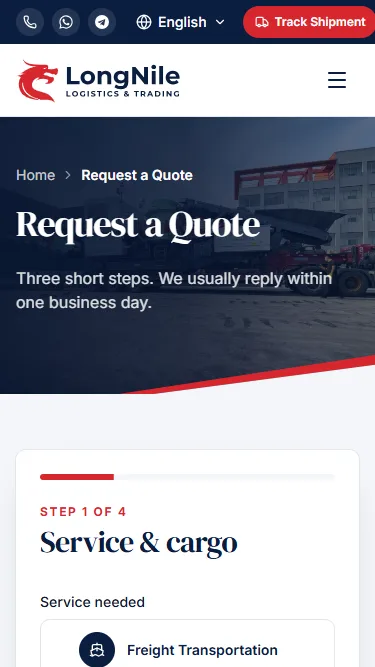 English
Track Shipment
LongNile
LOGISTICS & TRADING
Home > Request a Quote
Request a Quote
Three short steps. We usually reply within
one business day.
STEP 1 OF 4
Service & cargo
Service needed
Freight Transportation